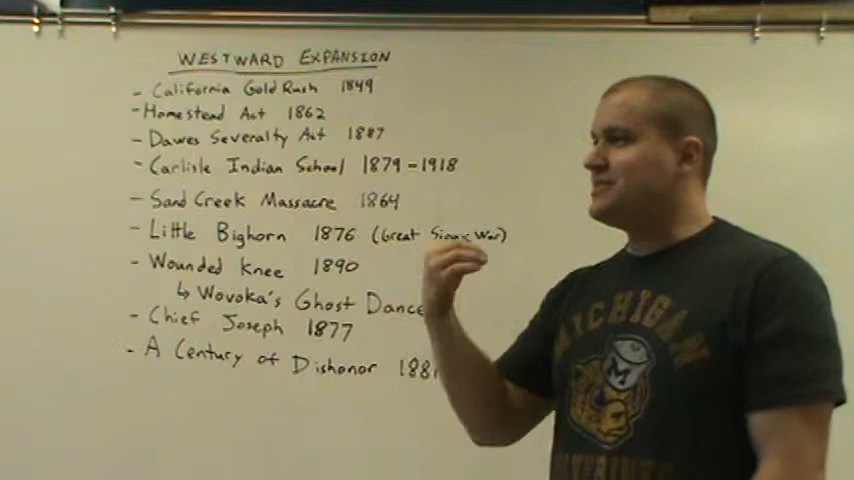 WESTWARD EXPANSION
- California Gold Rush 1849
- Homestead Act 1862
- Dawes Severalty Act 1887
- Carlisle Indian School 1879-1918
- Sand Creek Massacre 1864
- Little Bighorn 1876 (Great Sioux War)
- Wounded Knee 1890
↳ Wovoka's Ghost Dance
- Chief Joseph 1877
- A Century of Dishonor 1881
MICHIGAN
M
WOLVERINES